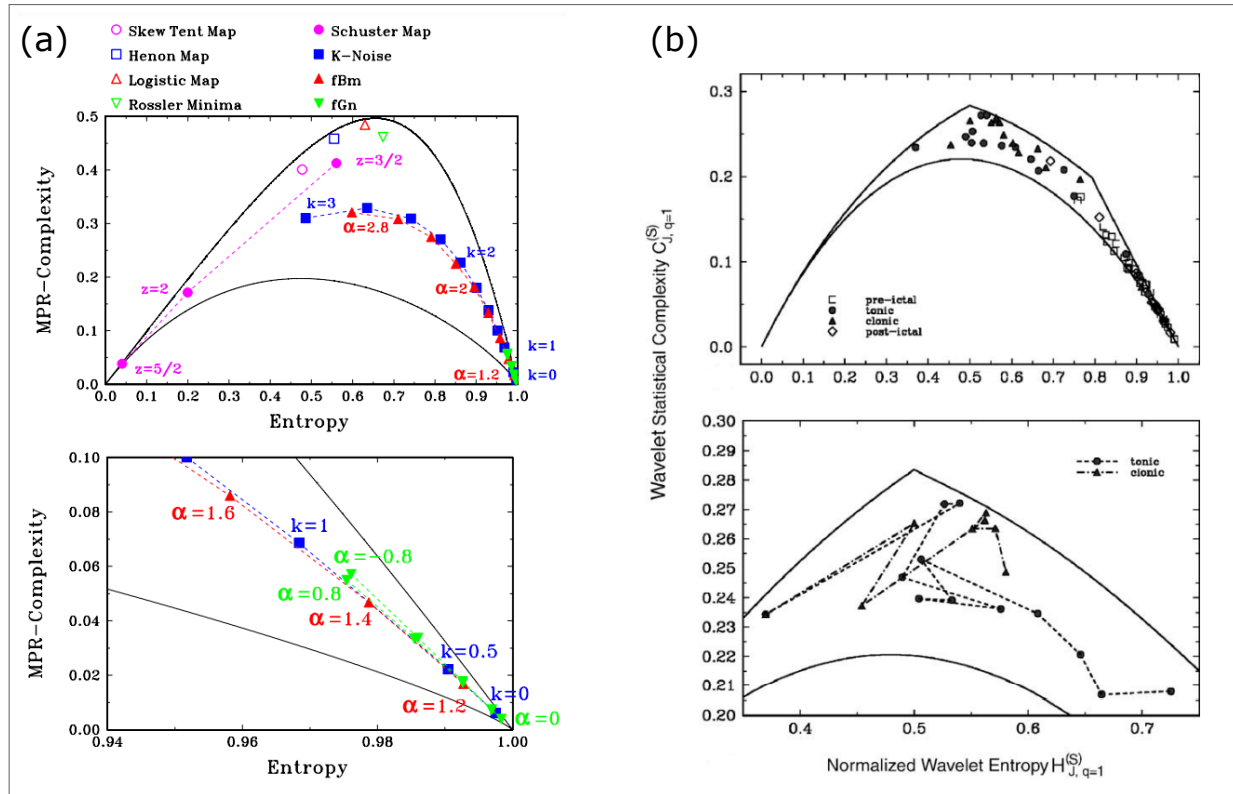 (a)
Skew Tent Map
Schuster Map
Henon Map
K-Noise
Logistic Map
fBm
Rossler Minima
fGn
MPR-Complexity
0.5
0.4
0.3
0.2
0.1
0.0
z=3/2
k=3
α=2.8
k=2
z=2
α=2
k=1
z=5/2
α=1.2
k=0
0.0 0.1 0.2 0.3 0.4 0.5 0.6 0.7 0.8 0.9 1.0
Entropy
MPR-Complexity
0.10
0.08
0.06
0.04
0.02
0.00
α=1.6
k=1
α=-0.8
α=0.8
α=1.4
k=0.5
k=0
α=1.2
α=0
0.94 0.96 0.98 1.00
Entropy
(b)
Wavelet Statistical Complexity C(S)J, q=1
0.3
0.2
0.1
0.0
pre-ictal
tonic
clonic
post-ictal
0.0 0.1 0.2 0.3 0.4 0.5 0.6 0.7 0.8 0.9 1.0
0.30
0.29
0.28
0.27
0.26
0.25
0.24
0.23
0.22
0.21
0.20
tonic
clonic
0.4 0.5 0.6 0.7
Normalized Wavelet Entropy H(S)J, q=1